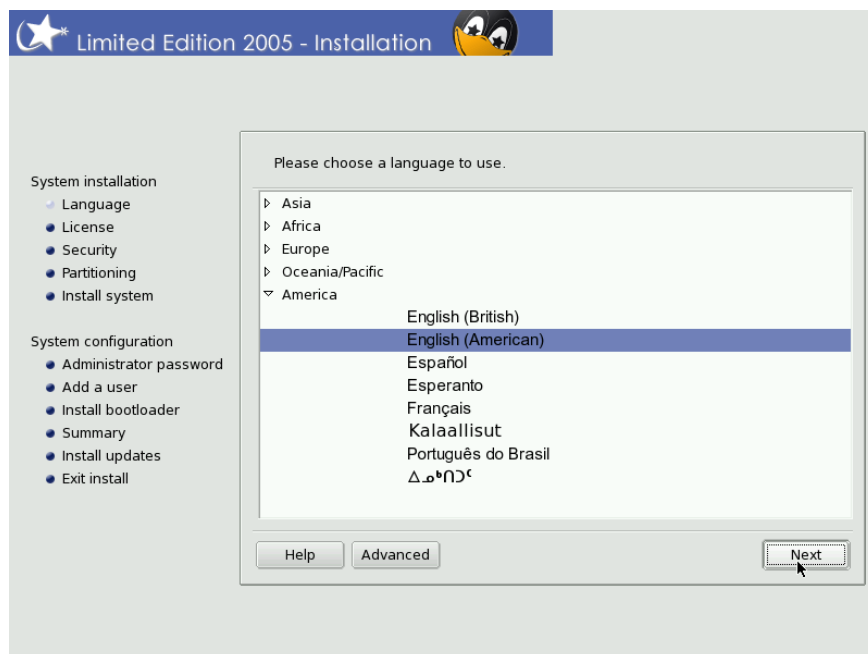 Limited Edition 2005 - Installation
System installation
Language
License
Security
Partitioning
Install system
System configuration
Administrator password
Add a user
Install bootloader
Summary
Install updates
Exit install
Please choose a language to use.
Asia
Africa
Europe
Oceania/Pacific
America
English (British)
English (American)
Español
Esperanto
Français
Kalaallisut
Português do Brasil
ᐃᓄᒃᑎᑐᑦ
Help
Advanced
Next